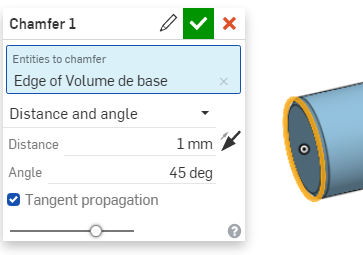 Chamfer 1
Entities to chamfer
Edge of Volume de base
Distance and angle
Distance 1 mm
Angle 45 deg
Tangent propagation